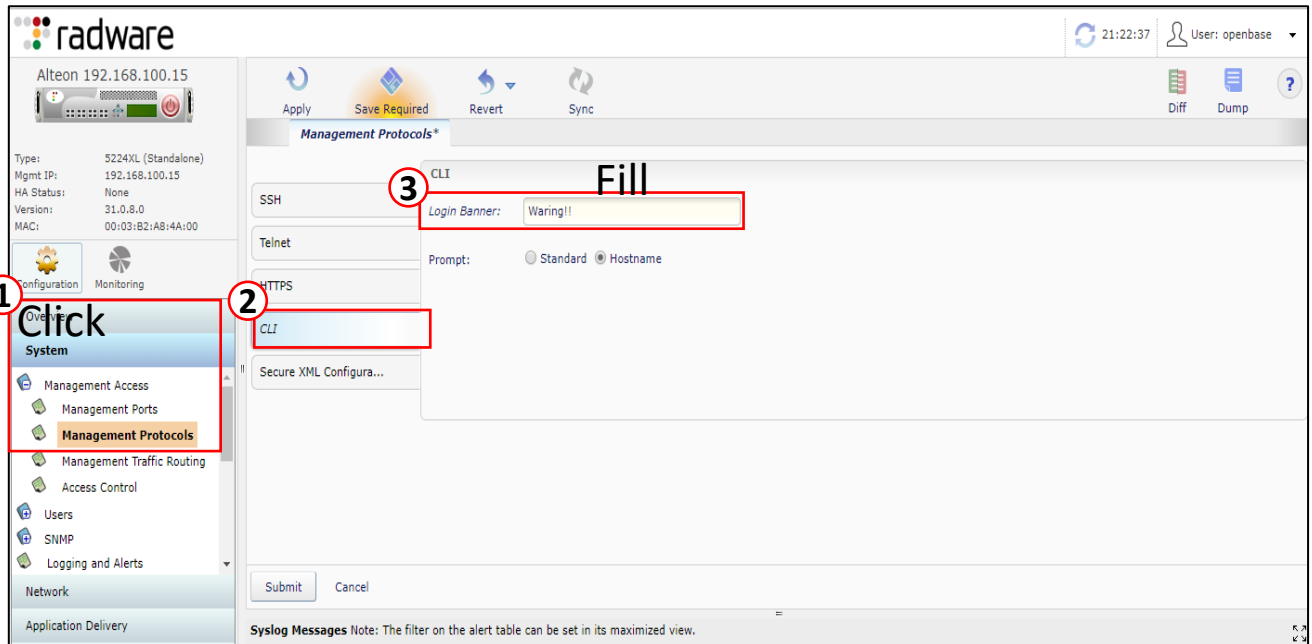 radware
21:22:37 User: openbase
Alteon 192.168.100.15
Type: 5224XL (Standalone)
Mgmt IP: 192.168.100.15
HA Status: None
Version: 31.0.8.0
MAC: 00:03:B2:A8:4A:00
Configuration Monitoring
1
Click
Overview
System
Management Access
Management Ports
Management Protocols
Management Traffic Routing
Access Control
Users
SNMP
Logging and Alerts
Network
Application Delivery
Apply Save Required Revert Sync Diff Dump ?
Management Protocols*
SSH
Telnet
HTTPS
2
CLI
Secure XML Configura...
CLI
Fill
3
Login Banner: Waring!!
Prompt: Standard Hostname
Submit Cancel
Syslog Messages Note: The filter on the alert table can be set in its maximized view.